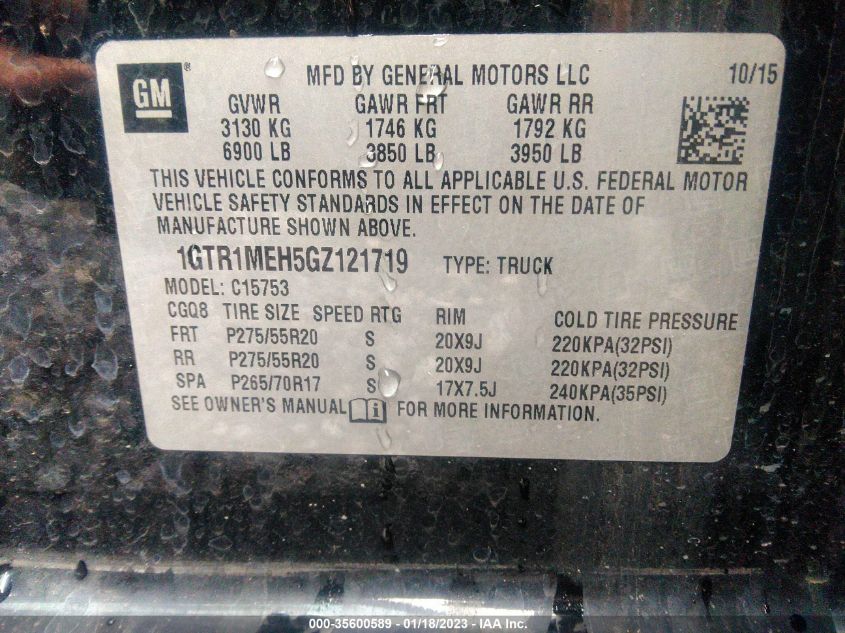 GM®
MFD BY GENERAL MOTORS LLC 10/15
GVWR GAWR FRT GAWR RR
3130 KG 1746 KG 1792 KG
6900 LB 3850 LB 3950 LB
THIS VEHICLE CONFORMS TO ALL APPLICABLE U.S. FEDERAL MOTOR
VEHICLE SAFETY STANDARDS IN EFFECT ON THE DATE OF
MANUFACTURE SHOWN ABOVE.
1GTR1MEH5GZ121719 TYPE: TRUCK
MODEL: C15753
CGQ8 TIRE SIZE SPEED RTG RIM COLD TIRE PRESSURE
FRT P275/55R20 S 20X9J 220KPA(32PSI)
RR P275/55R20 S 20X9J 220KPA(32PSI)
SPA P265/70R17 S 17X7.5J 240KPA(35PSI)
SEE OWNER'S MANUAL FOR MORE INFORMATION.
000-35600589 - 01/18/2023 - IAA Inc.